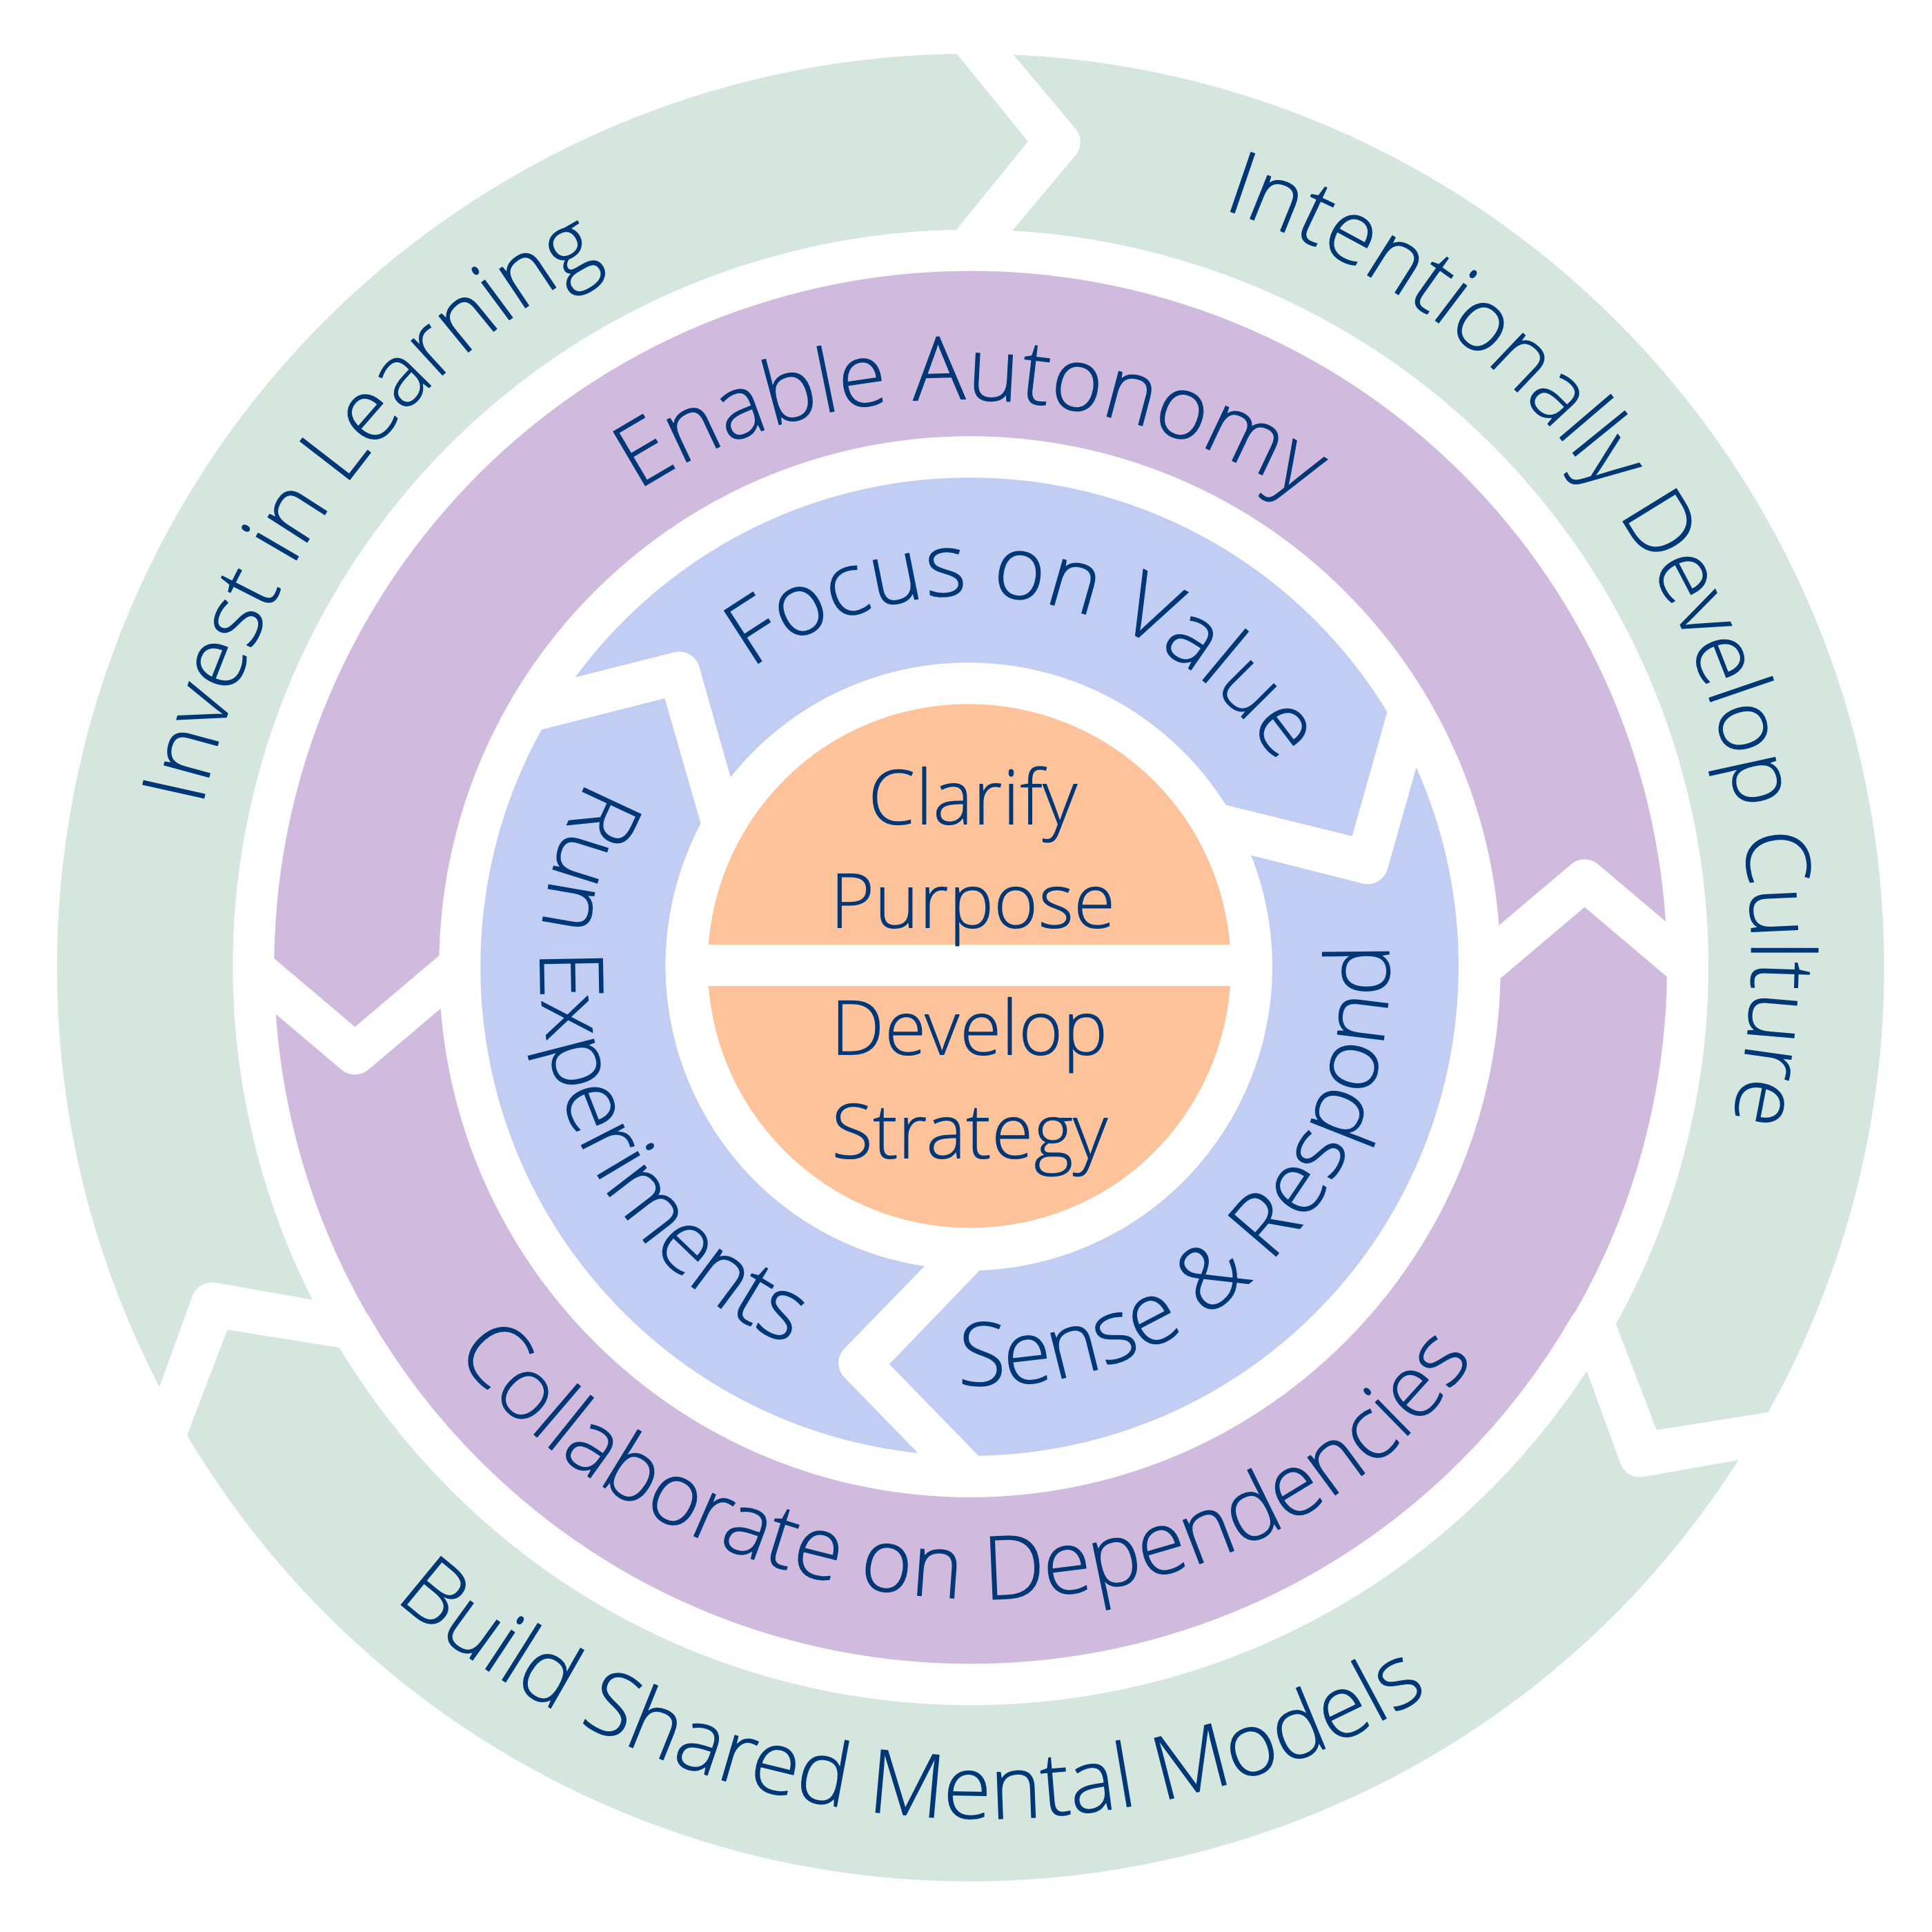 Invest in Learning
Intentionally Develop Culture
Build Shared Mental Models
Enable Autonomy
Collaborate on Dependencies
Focus on Value
Sense & Respond
Run Experiments
Clarify
Purpose
Develop
Strategy